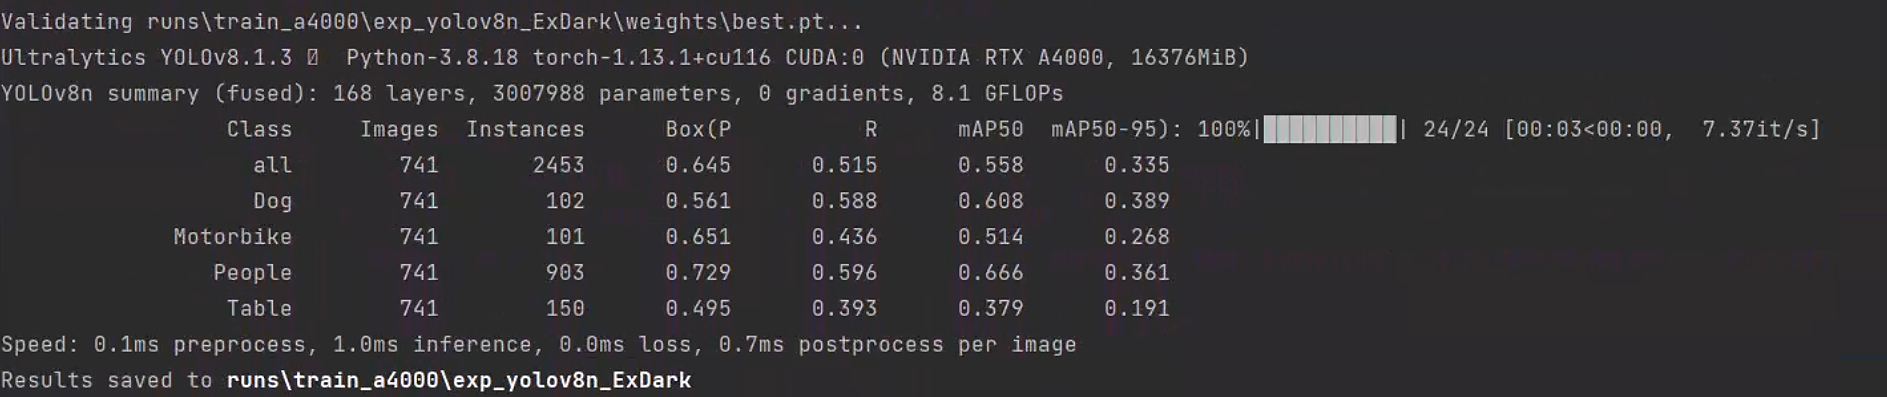 Validating runs\train_a4000\exp_yolov8n_ExDark\weights\best.pt...
Ultralytics YOLOv8.1.3 Python-3.8.18 torch-1.13.1+cu116 CUDA:0 (NVIDIA RTX A4000, 16376MiB)
YOLOv8n summary (fused): 168 layers, 3007988 parameters, 0 gradients, 8.1 GFLOPs
Class Images Instances Box(P R mAP50 mAP50-95): 100%|██████████| 24/24 [00:03<00:00, 7.37it/s]
all 741 2453 0.645 0.515 0.558 0.335
Dog 741 102 0.561 0.588 0.608 0.389
Motorbike 741 101 0.651 0.436 0.514 0.268
People 741 903 0.729 0.596 0.666 0.361
Table 741 150 0.495 0.393 0.379 0.191
Speed: 0.1ms preprocess, 1.0ms inference, 0.0ms loss, 0.7ms postprocess per image
Results saved to runs\train_a4000\exp_yolov8n_ExDark